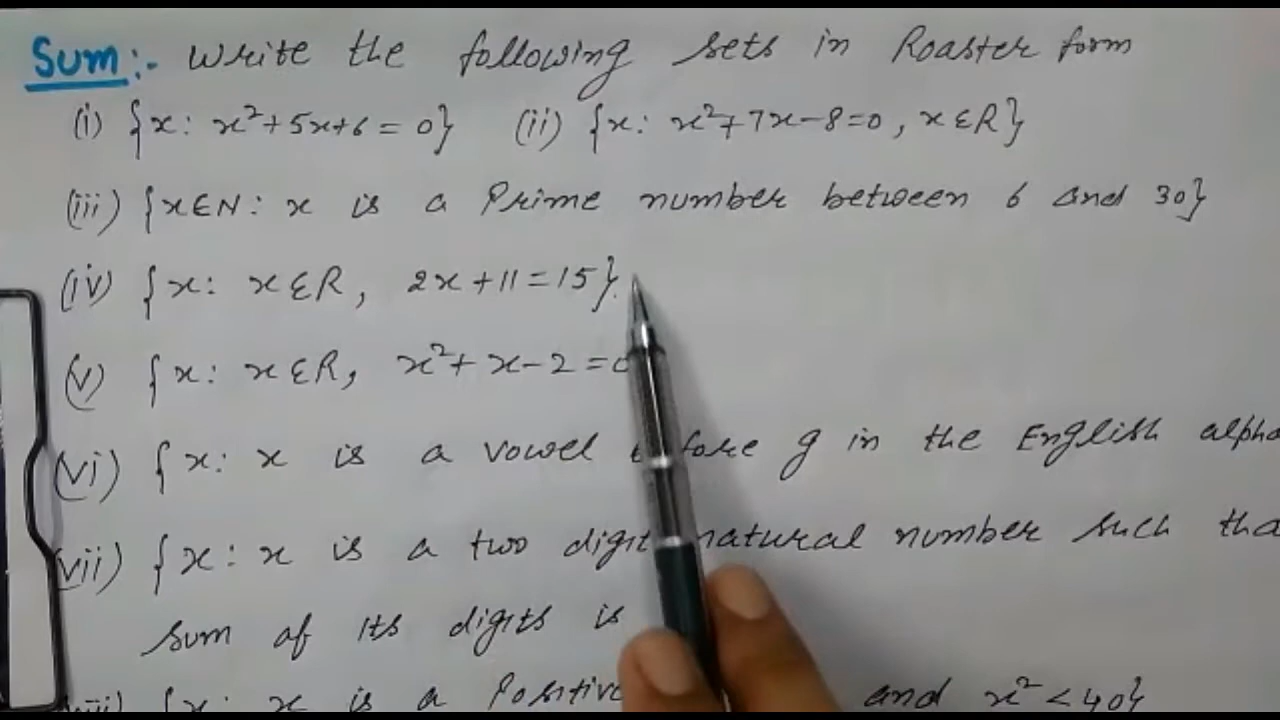 Sum:- Write the following sets in Roaster form
(i) {x: x²+5x+6=0} (ii) {x: x²+7x-8=0, x∈R}
(iii) {x∈N: x is a Prime number between 6 and 30}
(iv) {x: x∈R, 2x+11=15}.
(v) {x: x∈R, x²+x-2=0
(vi) {x: x is a vowel g in the English
(vii) {x: x is a two digit natural number such
sum of its digits is
{x: x is a and x²<40}